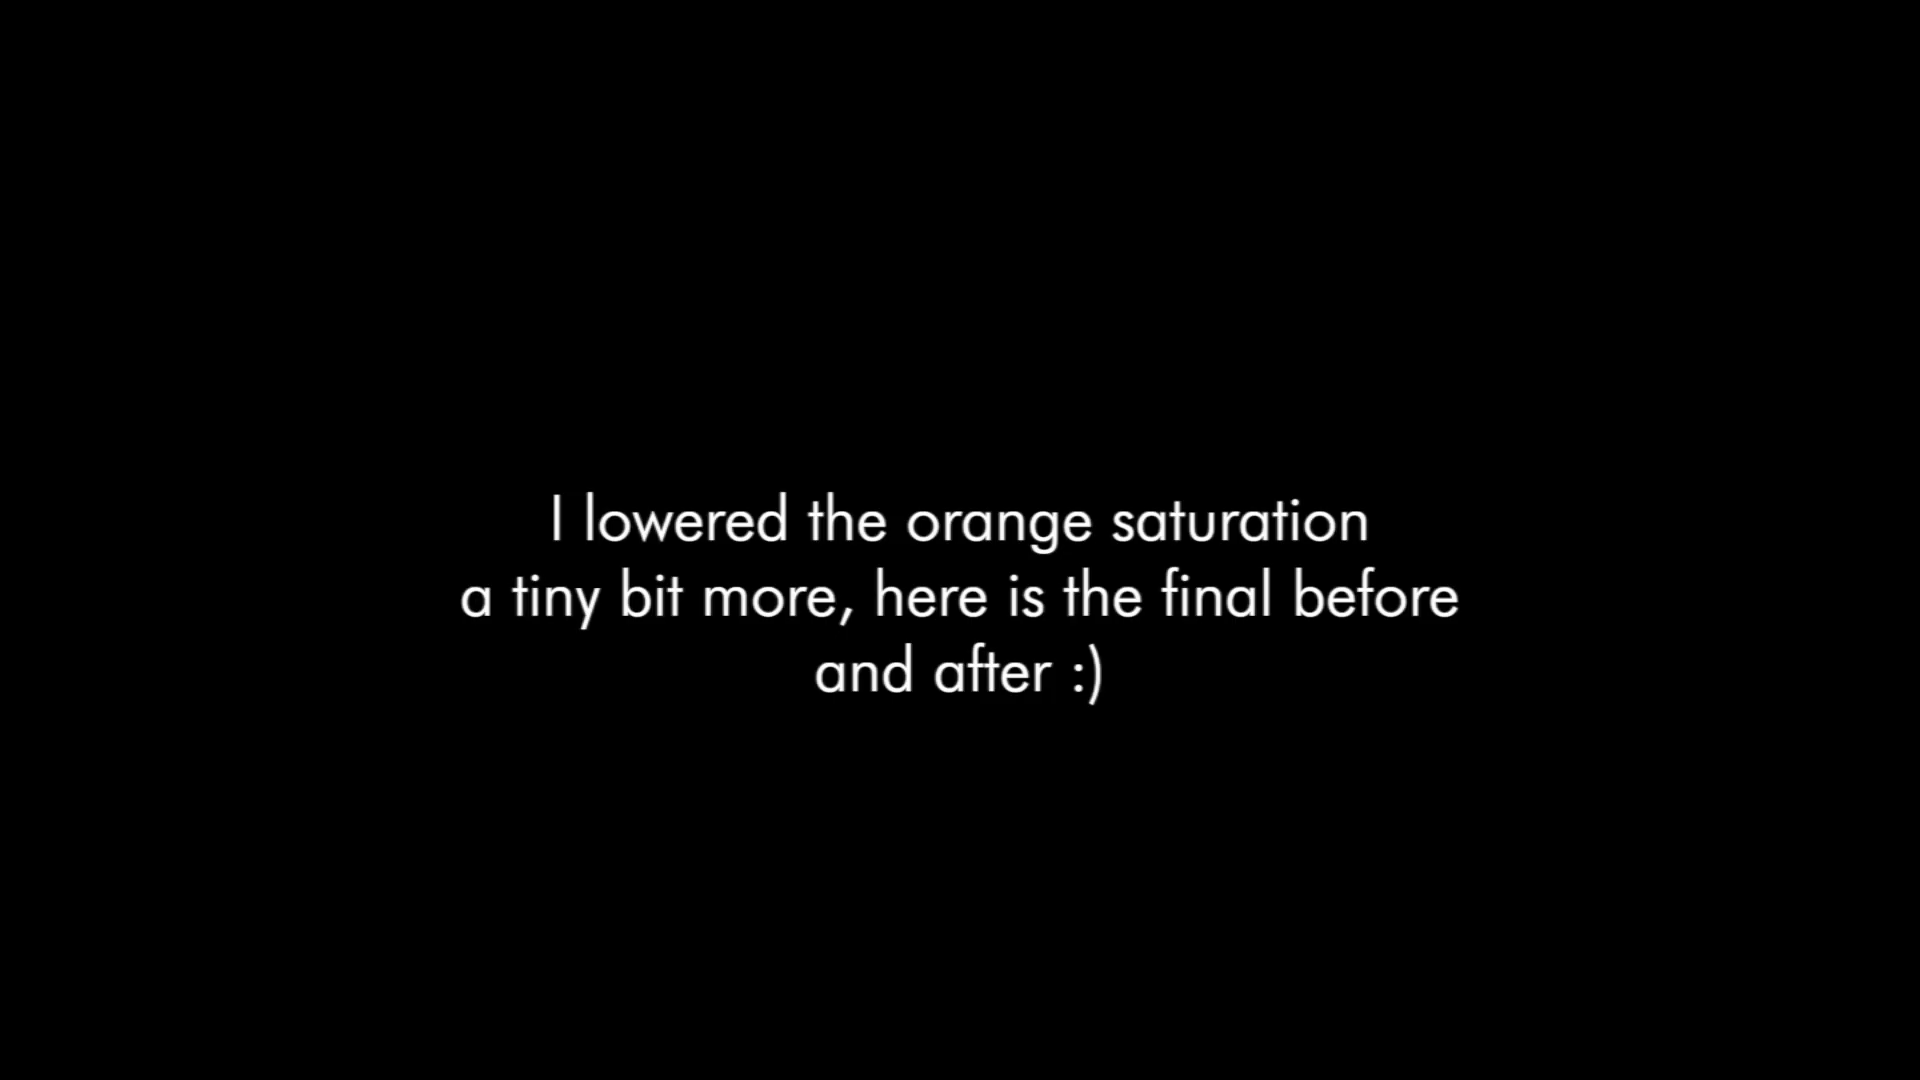 I lowered the orange saturation
a tiny bit more, here is the final before
and after :)